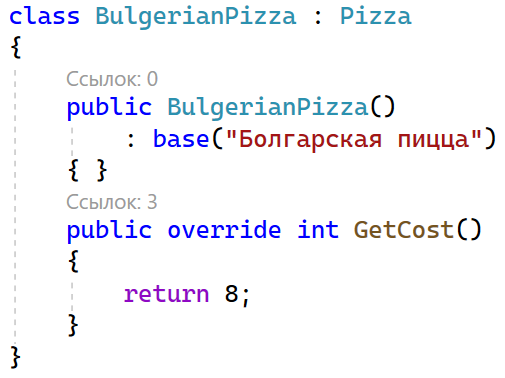 class BulgerianPizza : Pizza
{
Ссылок: 0
public BulgerianPizza()
: base("Болгарская пицца")
{ }
Ссылок: 3
public override int GetCost()
{
return 8;
}
}